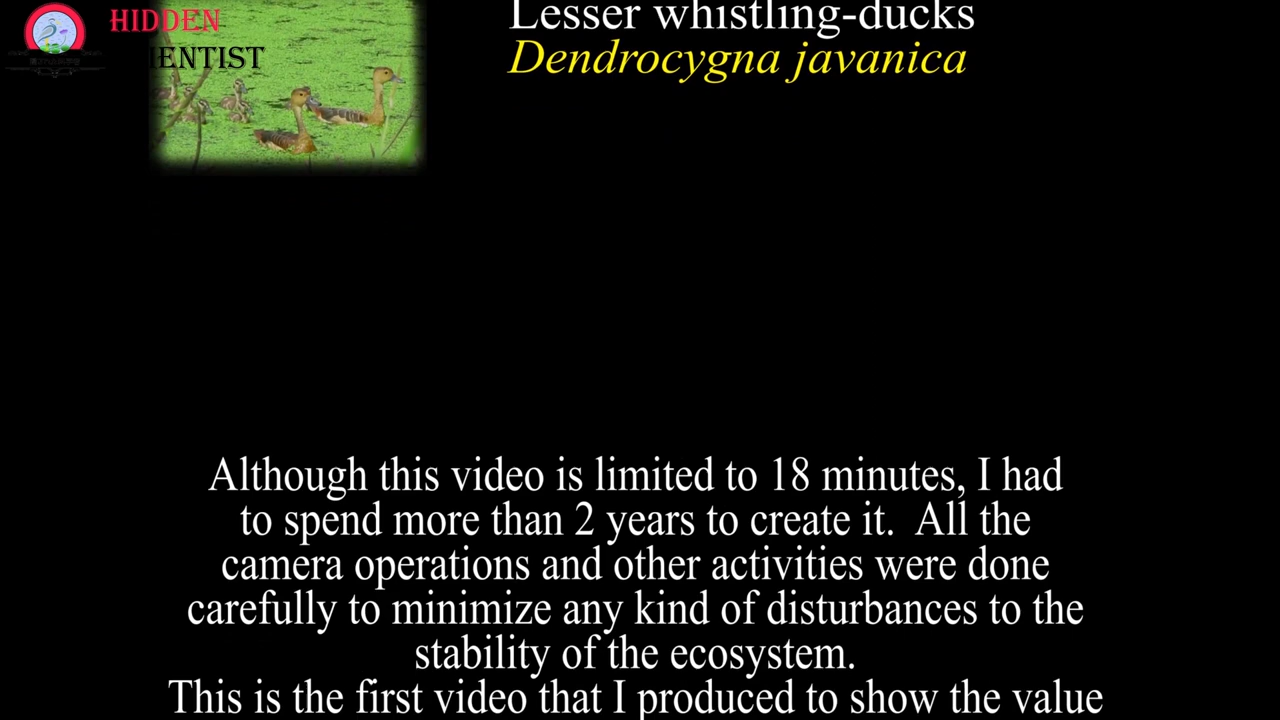 HIDDEN
IENTIST
Lesser whistling-ducks
Dendrocygna javanica
Although this video is limited to 18 minutes, I had
to spend more than 2 years to create it.  All the
camera operations and other activities were done
carefully to minimize any kind of disturbances to the
stability of the ecosystem.
This is the first video that I produced to show the value